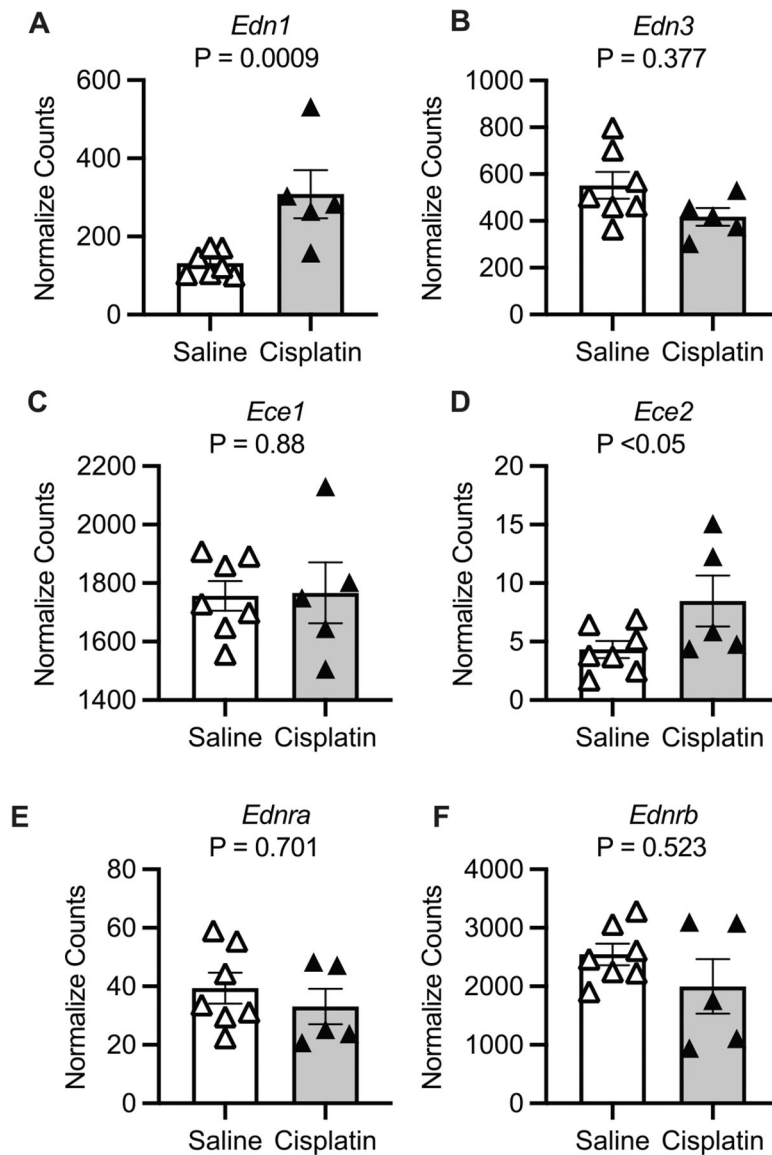 A
Edn1
P = 0.0009
600
400
200
0
Normalize Counts
Saline Cisplatin
B
Edn3
P = 0.377
1000
800
600
400
200
0
Normalize Counts
Saline Cisplatin
C
Ece1
P = 0.88
2200
2000
1800
1600
1400
Normalize Counts
Saline Cisplatin
D
Ece2
P <0.05
20
15
10
5
0
Normalize Counts
Saline Cisplatin
E
Ednra
P = 0.701
80
60
40
20
0
Normalize Counts
Saline Cisplatin
F
Ednrb
P = 0.523
4000
3000
2000
1000
0
Normalize Counts
Saline Cisplatin